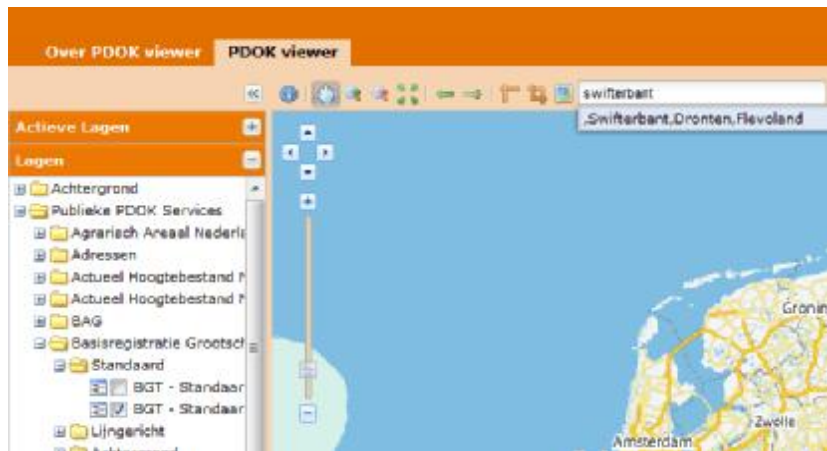 Over PDOK viewer
PDOK viewer
swifterbant
,Swifterbant,Dronten,Flevoland
Actieve Lagen
Lagen
Achtergrond
Publieke PDOK Services
Agrarisch Areaal Nederla
Adressen
Actueel Hoogtebestand N
Actueel Hoogtebestand N
BAG
Basisregistratie Grootsch
Standaard
BGT - Standaar
BGT - Standaar
Lijngericht
Achtergrond
Gronin
Zwolle
Amsterdam